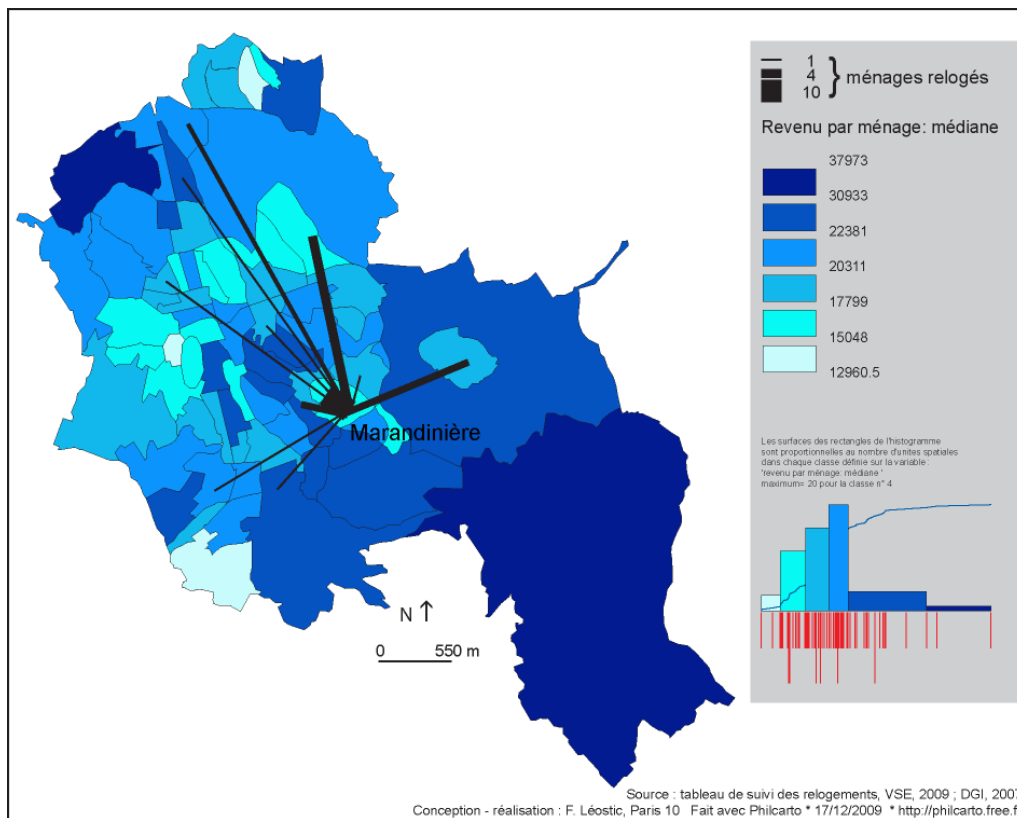 1
4
10
ménages relogés
Revenu par ménage: médiane
37973
30933
22381
20311
17799
15048
12960.5
Les surfaces des rectangles de l'histogramme
sont proportionnelles au nombre d'unites spatiales
dans chaque classe définie sur la variable :
'revenu par ménage: médiane '
maximum= 20 pour la classe n° 4
Marandinière
N ↑
0 550 m
Source : tableau de suivi des relogements, VSE, 2009 ; DGI, 2007
Conception - réalisation : F. Léostic, Paris 10 Fait avec Philcarto * 17/12/2009 * http://philcarto.free.f